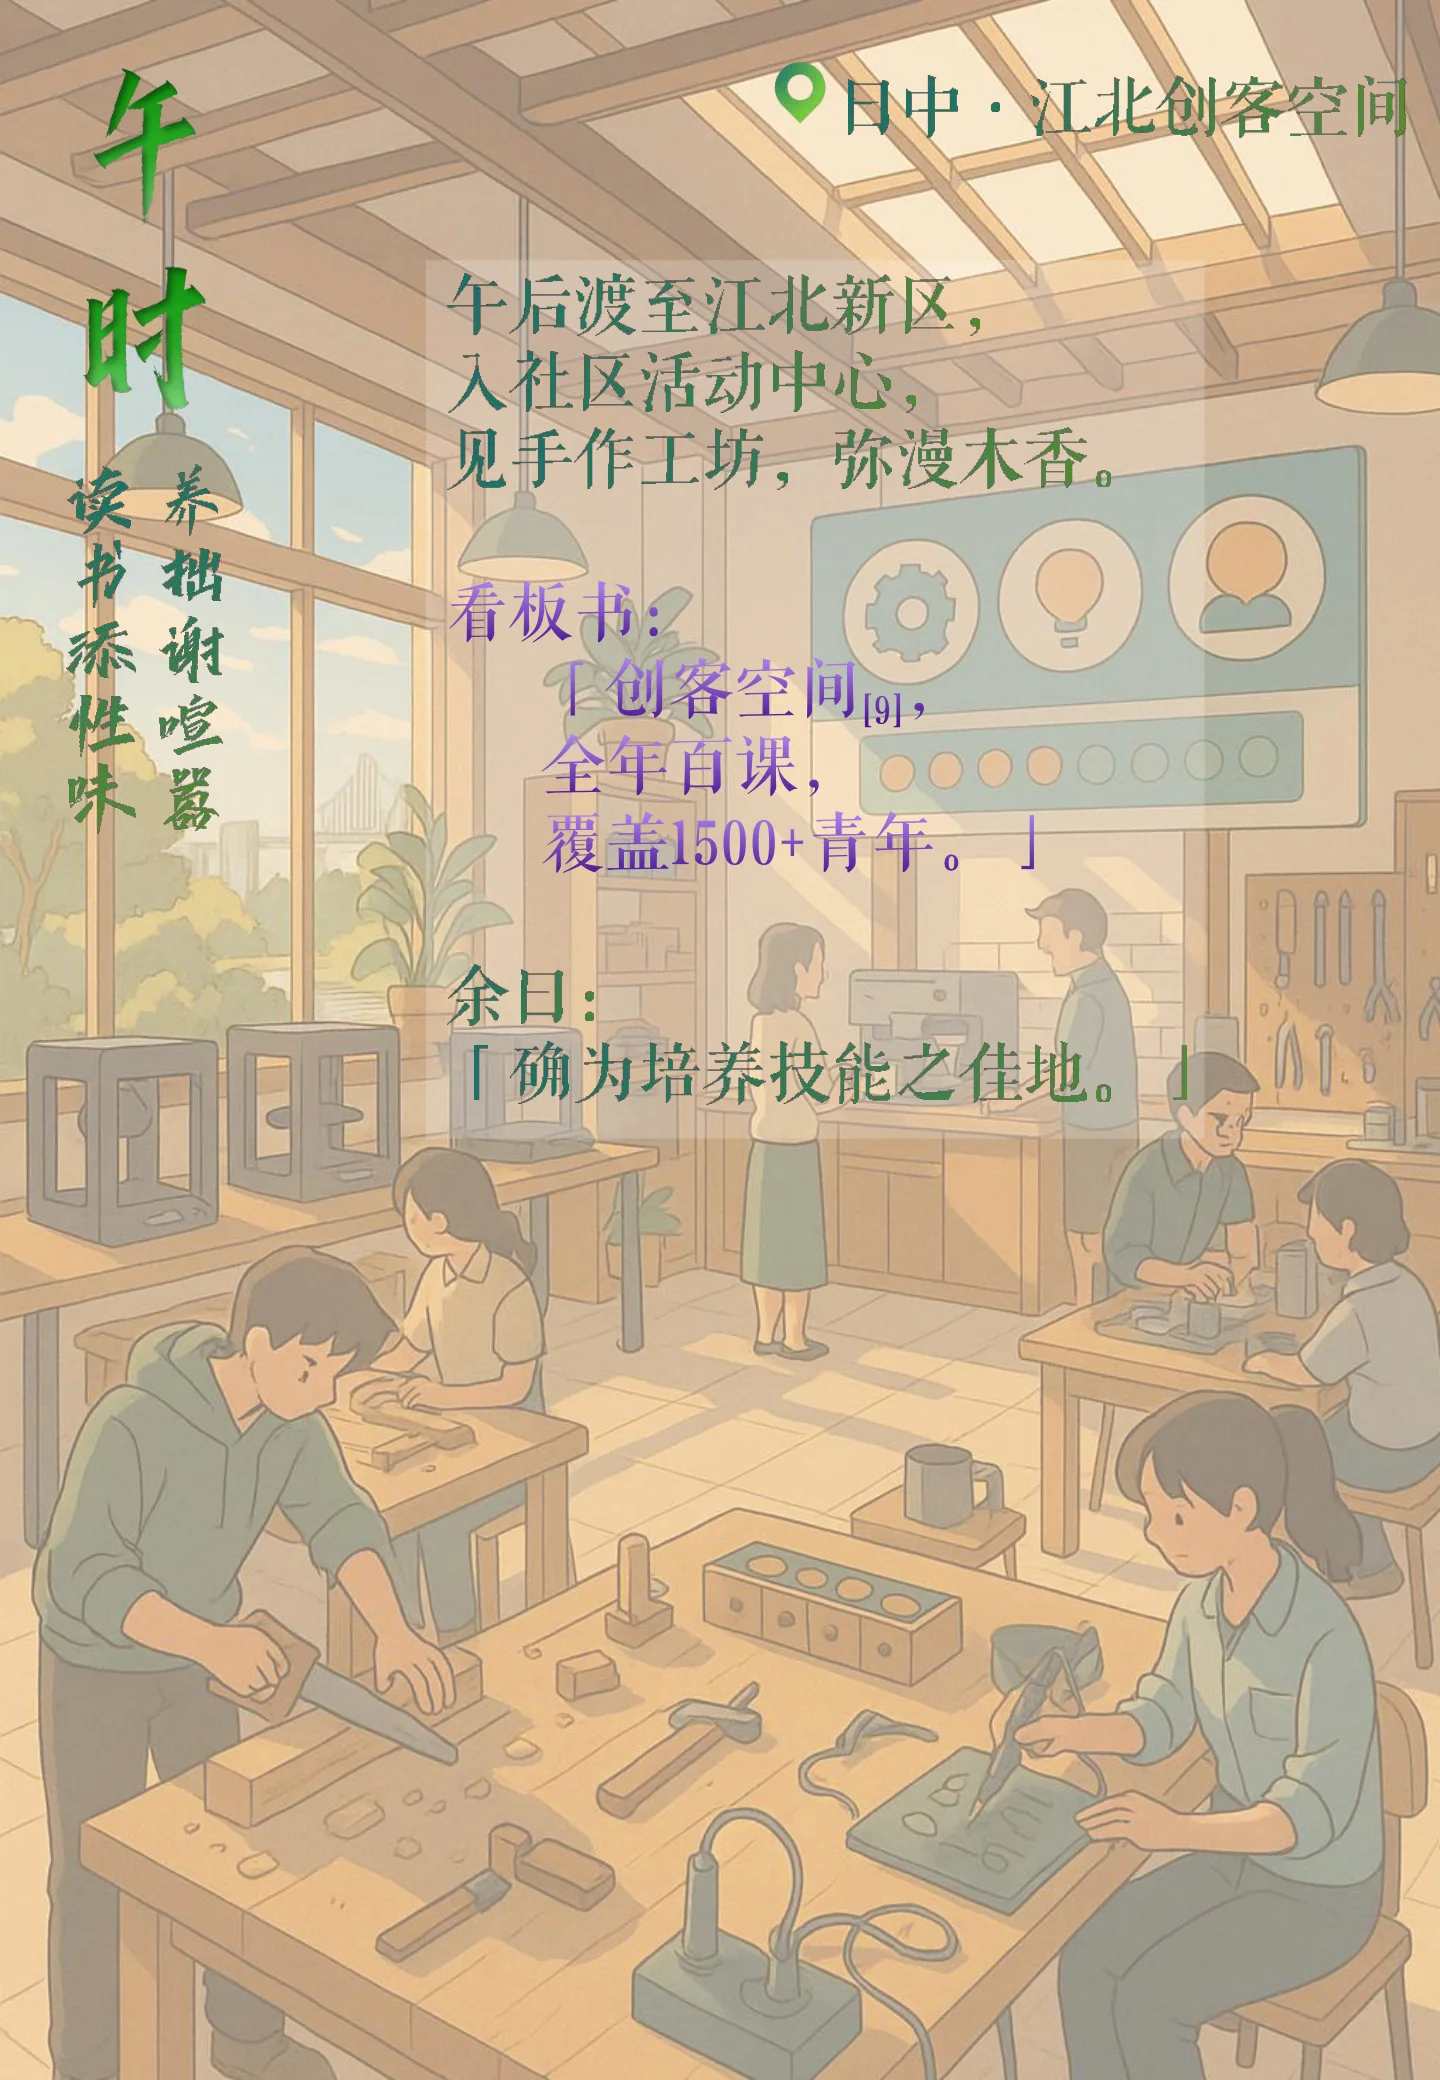 午时
养拙谢喧嚣
读书添性味
日中·江北创客空间
午后渡至江北新区，
入社区活动中心，
见手作工坊，弥漫木香。
看板书：
「创客空间[9]，
全年百课，
覆盖1500+青年。」
余曰：
「确为培养技能之佳地。」